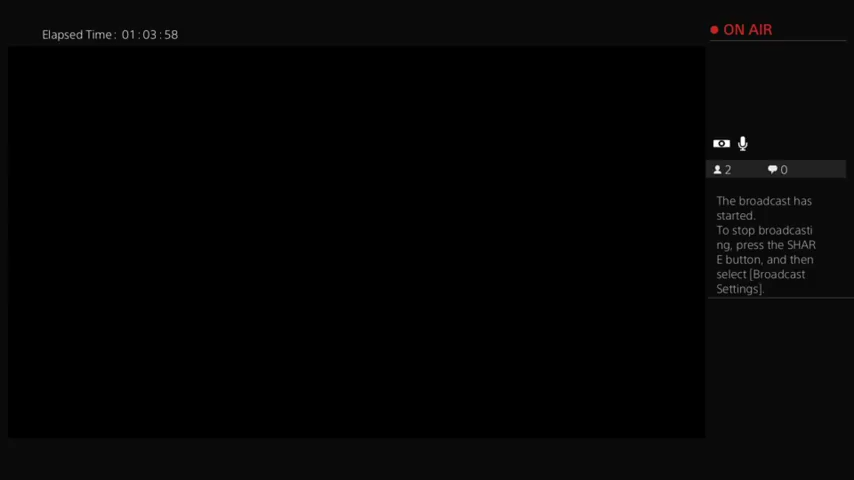 Elapsed Time: 01:03:58
ON AIR
2 0
The broadcast has
started.
To stop broadcasti
ng, press the SHAR
E button, and then
select [Broadcast
Settings].